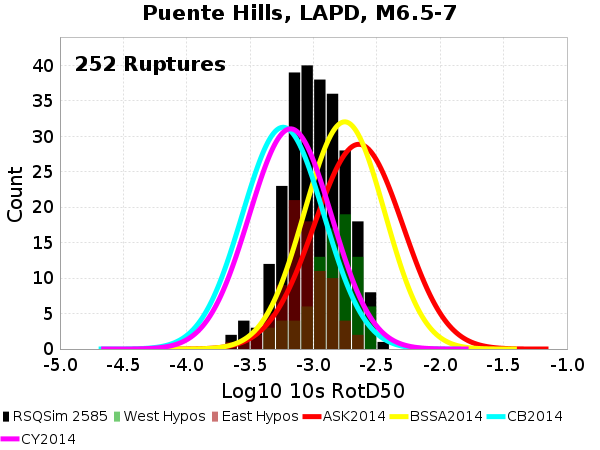 Puente Hills, LAPD, M6.5-7
252 Ruptures
40
35
30
25
20
15
10
5
0
Count
-5.0 -4.5 -4.0 -3.5 -3.0 -2.5 -2.0 -1.5 -1.0
Log10 10s RotD50
RSQSim 2585 West Hypos East Hypos ASK2014 BSSA2014 CB2014
CY2014